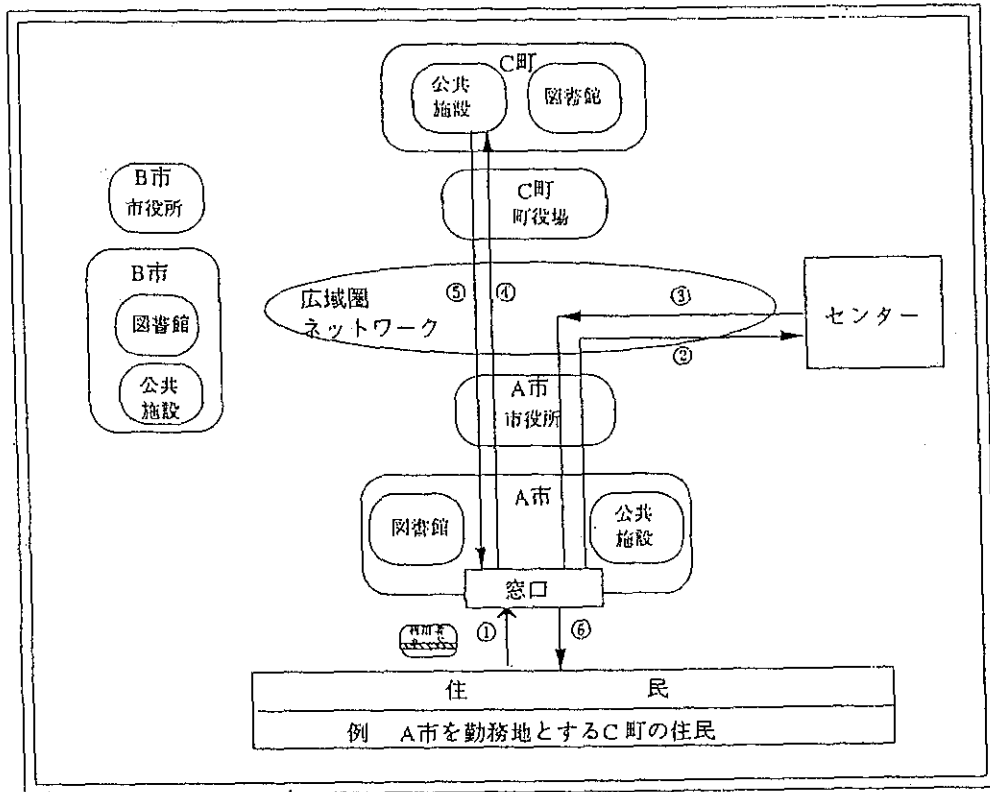 C町
公共
施設
図書館
C町
町役場
B市
市役所
B市
図書館
公共
施設
広域圏
ネットワーク
⑤
④
③
②
センター
A市
市役所
A市
図書館
公共
施設
窓口
①
⑥
住民
例 A市を勤務地とするC町の住民